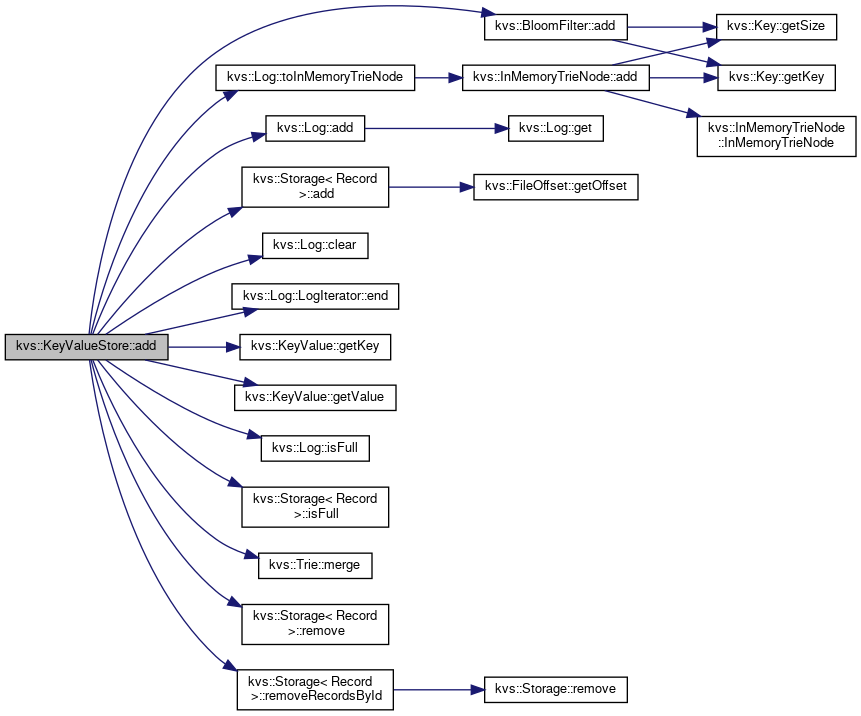 kvs::BloomFilter::add
kvs::Key::getSize
kvs::Log::toInMemoryTrieNode
kvs::InMemoryTrieNode::add
kvs::Key::getKey
kvs::Log::add
kvs::Log::get
kvs::InMemoryTrieNode
::InMemoryTrieNode
kvs::Storage< Record
>::add
kvs::FileOffset::getOffset
kvs::Log::clear
kvs::Log::LogIterator::end
kvs::KeyValueStore::add
kvs::KeyValue::getKey
kvs::KeyValue::getValue
kvs::Log::isFull
kvs::Storage< Record
>::isFull
kvs::Trie::merge
kvs::Storage< Record
>::remove
kvs::Storage< Record
>::removeRecordsById
kvs::Storage::remove